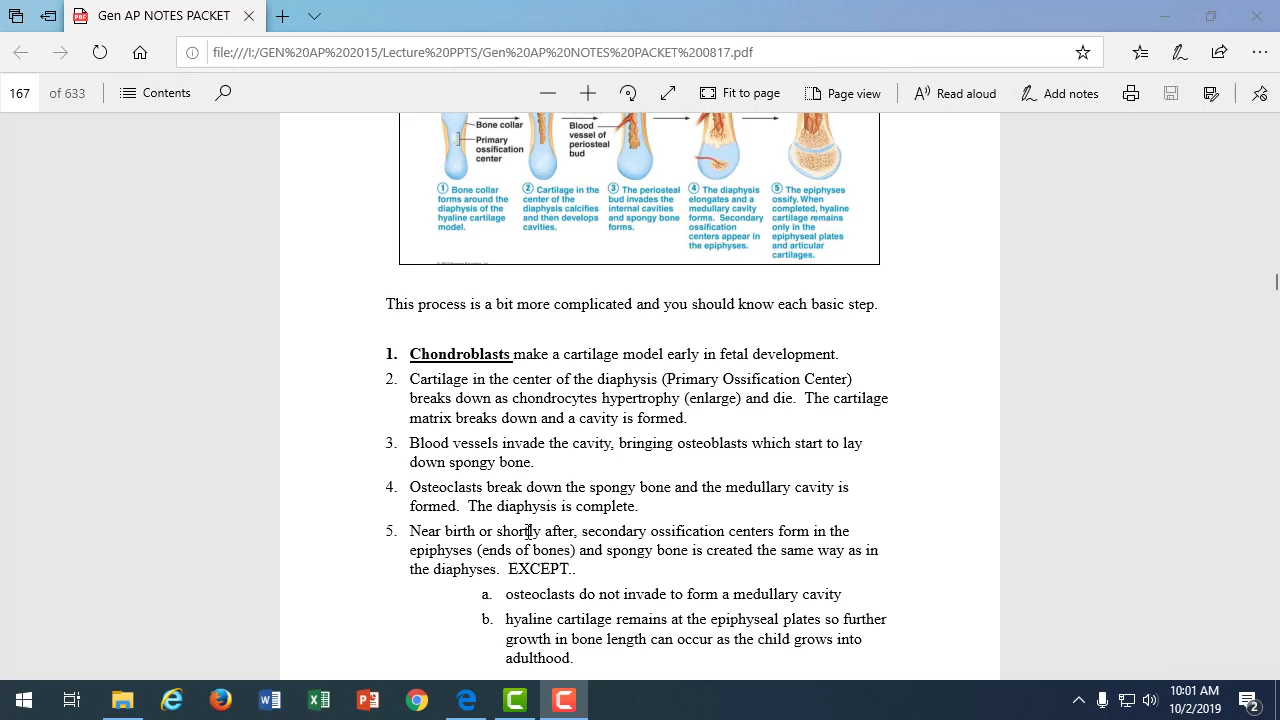 Gen AP NOTES PACKET
file:///I:/GEN%20AP%202015/Lecture%20PPTS/Gen%20AP%20NOTES%20PACKET%200817.pdf
167 of 633 Contents Fit to page Page view Read aloud Add notes
Bone collar
Primary
ossification
center
Blood
vessel of
periosteal
bud
1 Bone collar
forms around the
diaphysis of the
hyaline cartilage
model.
2 Cartilage in the
center of the
diaphysis calcifies
and then develops
cavities.
3 The periosteal
bud invades the
internal cavities
and spongy bone
forms.
4 The diaphysis
elongates and a
medullary cavity
forms. Secondary
ossification
centers appear in
the epiphyses.
5 The epiphyses
ossify. When
completed, hyaline
cartilage remains
only in the
epiphyseal plates
and articular
cartilages.
This process is a bit more complicated and you should know each basic step.
1. Chondroblasts make a cartilage model early in fetal development.
2. Cartilage in the center of the diaphysis (Primary Ossification Center)
breaks down as chondrocytes hypertrophy (enlarge) and die. The cartilage
matrix breaks down and a cavity is formed.
3. Blood vessels invade the cavity, bringing osteoblasts which start to lay
down spongy bone.
4. Osteoclasts break down the spongy bone and the medullary cavity is
formed. The diaphysis is complete.
5. Near birth or shortly after, secondary ossification centers form in the
epiphyses (ends of bones) and spongy bone is created the same way as in
the diaphyses. EXCEPT..
a. osteoclasts do not invade to form a medullary cavity
b. hyaline cartilage remains at the epiphyseal plates so further
growth in bone length can occur as the child grows into
adulthood.
10:01 AM
10/2/2019
2